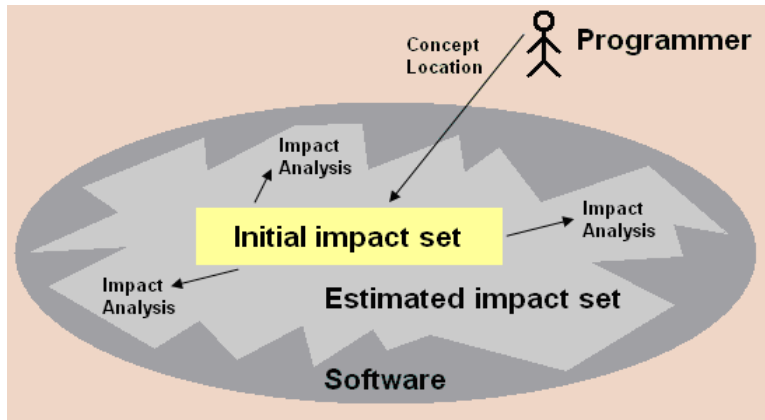 Concept
Location
Programmer
Impact
Analysis
Impact
Analysis
Initial impact set
Impact
Analysis
Estimated impact set
Software